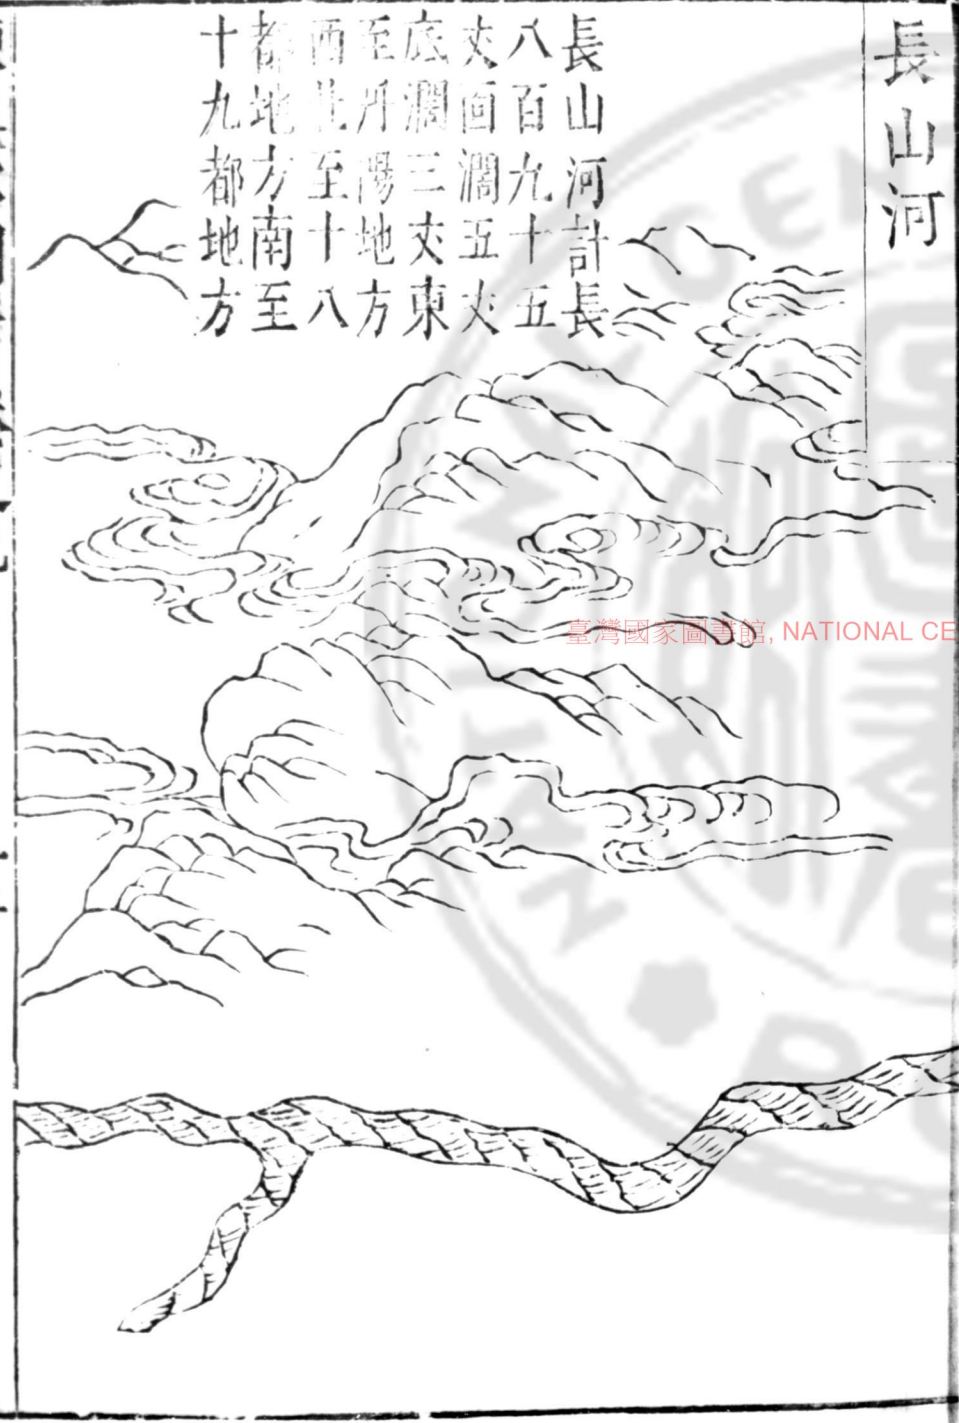 長山河
長山河計長
八百九十五
丈面濶五丈
底濶三丈東
至丹陽地方
西北至十八
都地方南至
十九都地方
臺灣國家圖書館, NATIONAL CE